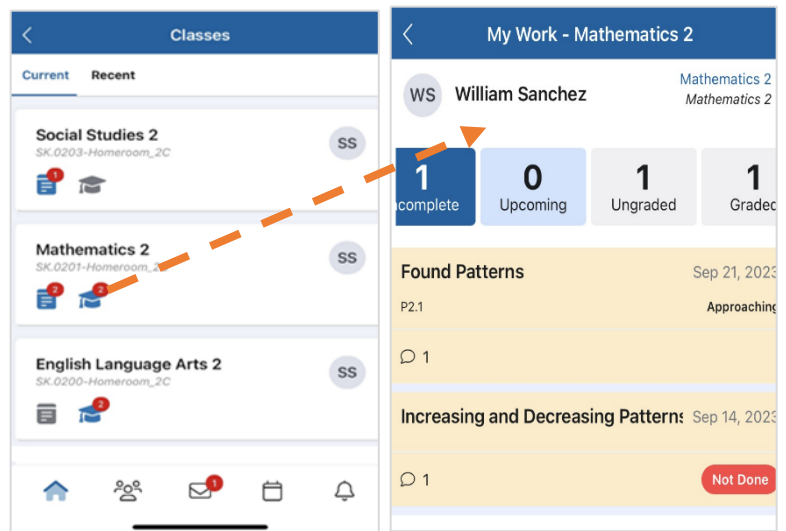 Classes
Current Recent
Social Studies 2
SK.0203-Homeroom_2C
SS
1
Mathematics 2
SK.0201-Homeroom_2
SS
2 2
English Language Arts 2
SK.0200-Homeroom_2C
SS
2
1
My Work - Mathematics 2
WS William Sanchez
Mathematics 2
Mathematics 2
1 0 1 1
ncomplete Upcoming Ungraded Graded
Found Patterns Sep 21, 2023
P2.1 Approaching
1
Increasing and Decreasing Patterns Sep 14, 2023
1 Not Done